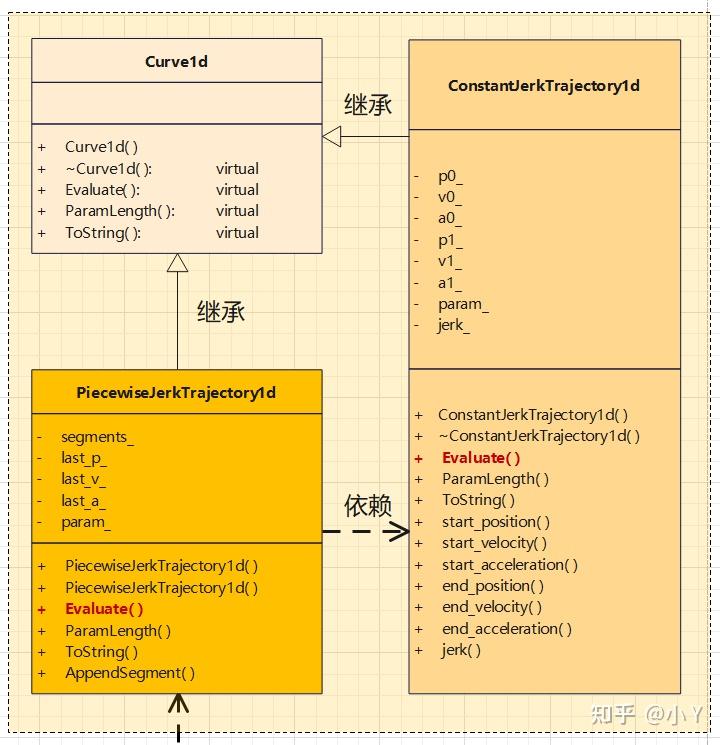 Curve1d
+ Curve1d( )
+ ~Curve1d( ): virtual
+ Evaluate( ): virtual
+ ParamLength( ): virtual
+ ToString( ): virtual
继承
ConstantJerkTrajectory1d
- p0_
- v0_
- a0_
- p1_
- v1_
- a1_
- param_
- jerk_
+ ConstantJerkTrajectory1d( )
+ ~ConstantJerkTrajectory1d( )
+ Evaluate( )
+ ParamLength( )
+ ToString( )
+ start_position( )
+ start_velocity( )
+ start_acceleration( )
+ end_position( )
+ end_velocity( )
+ end_acceleration( )
+ jerk( )
继承
PiecewiseJerkTrajectory1d
- segments_
- last_p_
- last_v_
- last_a_
- param_
+ PiecewiseJerkTrajectory1d( )
+ PiecewiseJerkTrajectory1d( )
+ Evaluate( )
+ ParamLength( )
+ ToString( )
+ AppendSegment( )
依赖
知乎 @小丫